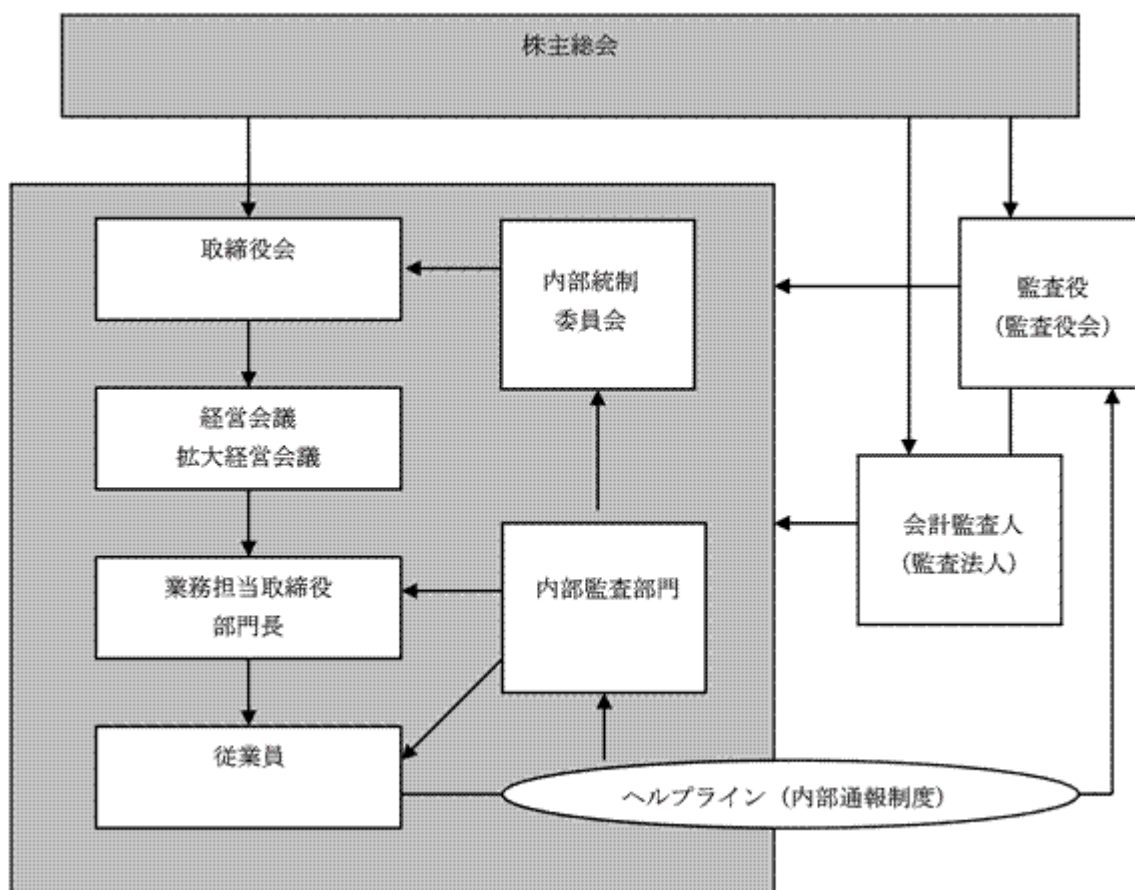 株主総会
取締役会
内部統制
委員会
監査役
（監査役会）
経営会議
拡大経営会議
会計監査人
（監査法人）
業務担当取締役
部門長
内部監査部門
従業員
ヘルプライン（内部通報制度）